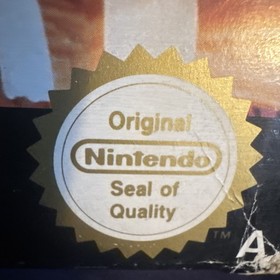 Original
Nintendo
Seal of
Quality
TM
A